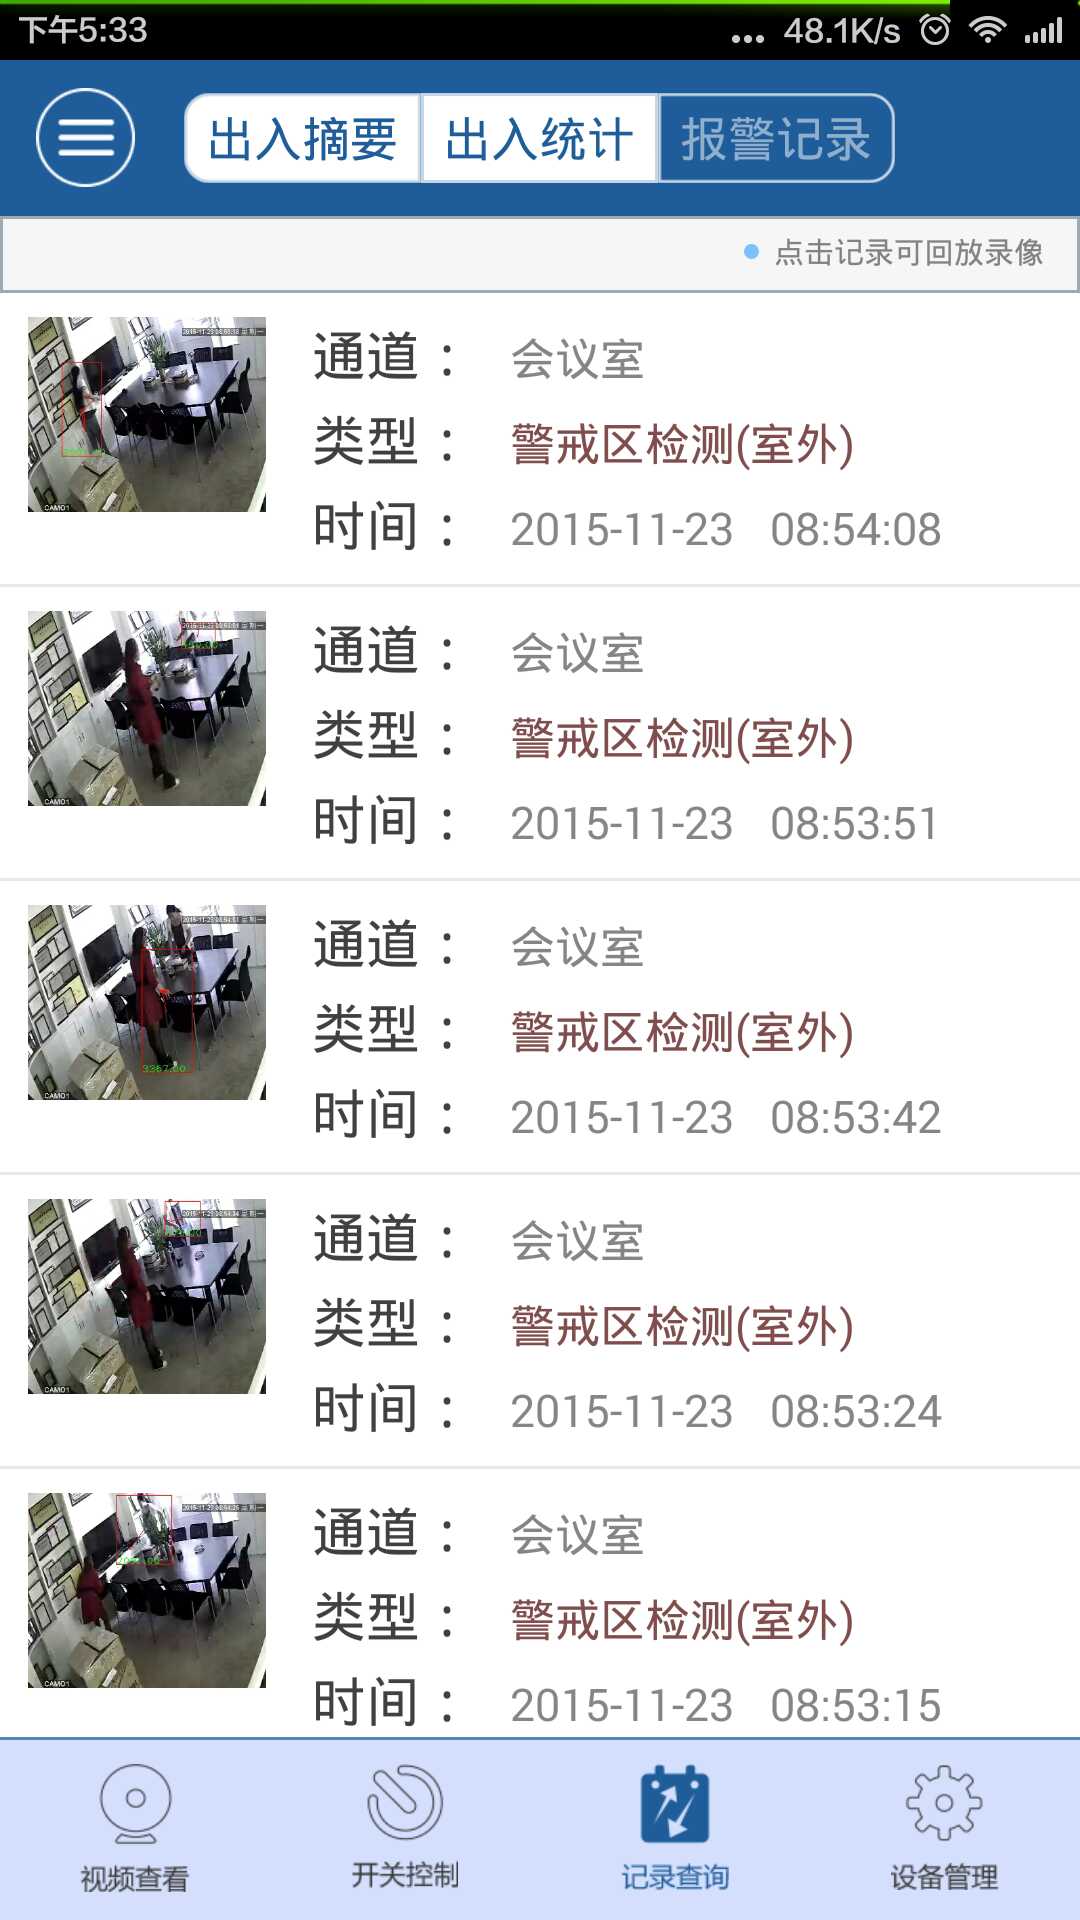 下午5:33
... 48.1K/s
出入摘要 出入统计 报警记录
点击记录可回放录像
通道 ： 会议室
类型 ： 警戒区检测(室外)
时间 ： 2015-11-23 08:54:08
CAM01
通道 ： 会议室
类型 ： 警戒区检测(室外)
时间 ： 2015-11-23 08:53:51
CAM01
通道 ： 会议室
类型 ： 警戒区检测(室外)
时间 ： 2015-11-23 08:53:42
3367.00
CAM01
通道 ： 会议室
类型 ： 警戒区检测(室外)
时间 ： 2015-11-23 08:53:24
CAM01
通道 ： 会议室
类型 ： 警戒区检测(室外)
时间 ： 2015-11-23 08:53:15
CAM01
视频查看 开关控制 记录查询 设备管理